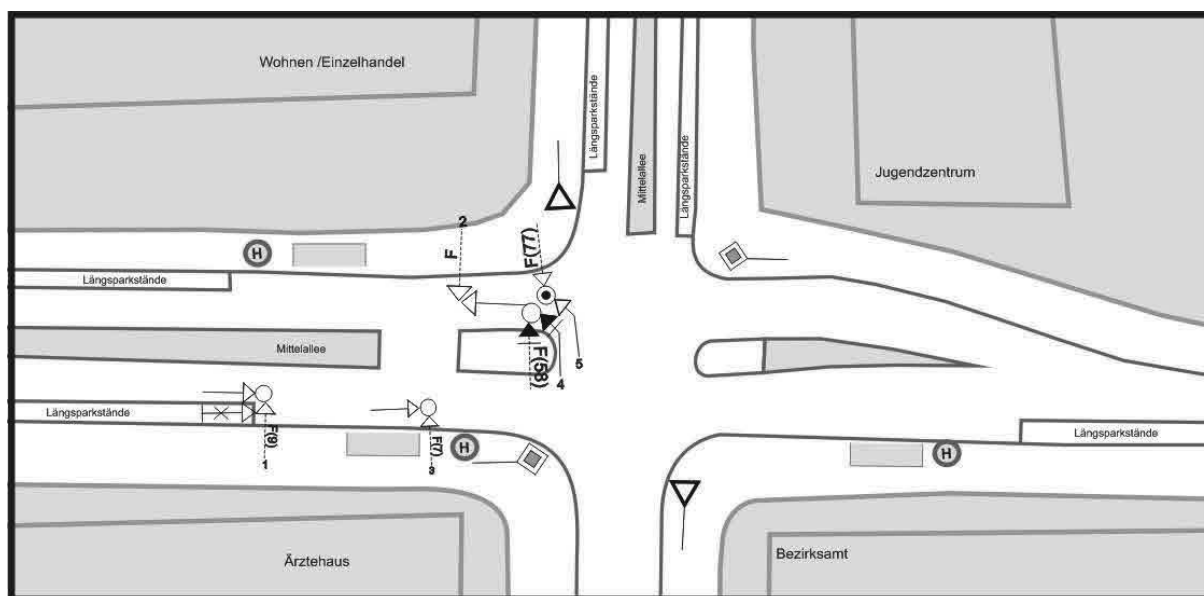 Wohnen /Einzelhandel
Längsparkstände
Mittelallee
Längsparkstände
Jugendzentrum
2
F
F(77)
H
Längsparkstände
Mittelallee
5
4
F(58)
Längsparkstände
F(9)
1
F(7)
3
H
H
Längsparkstände
Ärztehaus
Bezirksamt